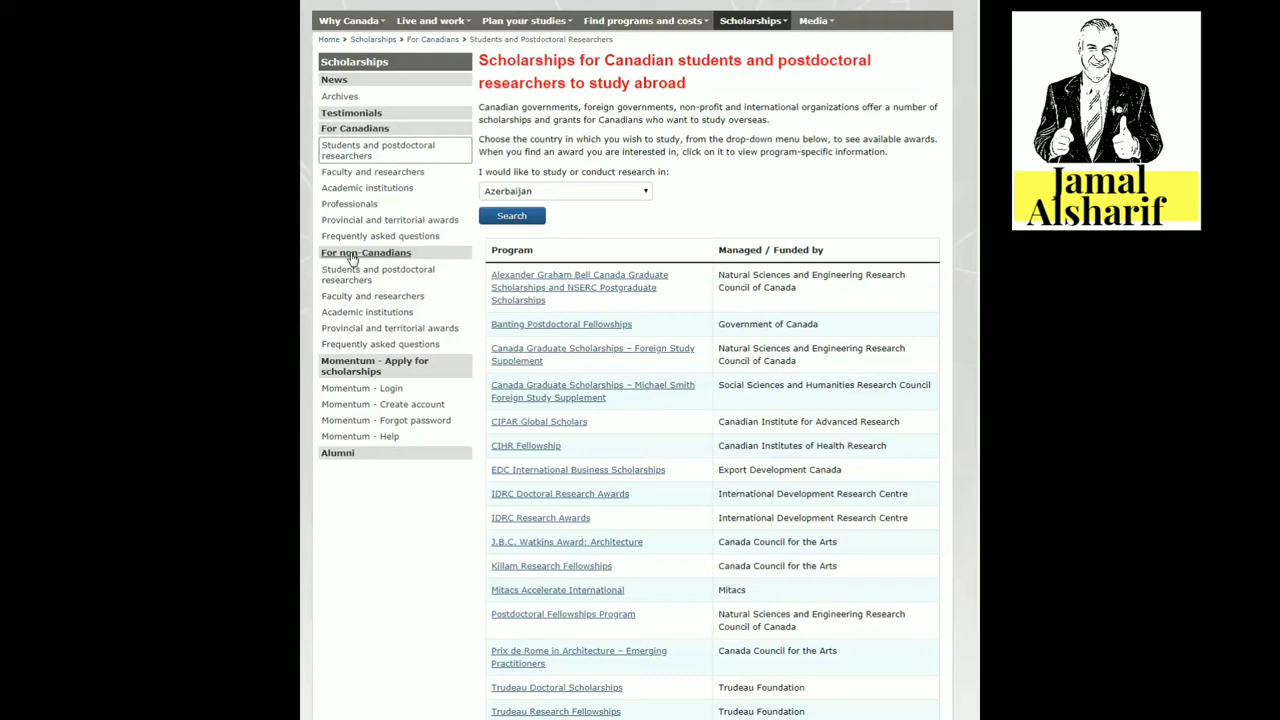 Why Canada Live and work Plan your studies Find programs and costs Scholarships Media
Home > Scholarships > For Canadians > Students and Postdoctoral Researchers
Scholarships
News
Archives
Testimonials
For Canadians
Students and postdoctoral
researchers
Faculty and researchers
Academic institutions
Professionals
Provincial and territorial awards
Frequently asked questions
For non-Canadians
Students and postdoctoral
researchers
Faculty and researchers
Academic institutions
Provincial and territorial awards
Frequently asked questions
Momentum - Apply for
scholarships
Momentum - Login
Momentum - Create account
Momentum - Forgot password
Momentum - Help
Alumni
Scholarships for Canadian students and postdoctoral
researchers to study abroad
Canadian governments, foreign governments, non-profit and international organizations offer a number of
scholarships and grants for Canadians who want to study overseas.
Choose the country in which you wish to study, from the drop-down menu below, to see available awards.
When you find an award you are interested in, click on it to view program-specific information.
I would like to study or conduct research in:
Azerbaijan
Search
Program Managed / Funded by
Alexander Graham Bell Canada Graduate Natural Sciences and Engineering Research
Scholarships and NSERC Postgraduate Council of Canada
Scholarships
Banting Postdoctoral Fellowships Government of Canada
Canada Graduate Scholarships – Foreign Study Natural Sciences and Engineering Research
Supplement Council of Canada
Canada Graduate Scholarships – Michael Smith Social Sciences and Humanities Research Council
Foreign Study Supplement
CIFAR Global Scholars Canadian Institute for Advanced Research
CIHR Fellowship Canadian Institutes of Health Research
EDC International Business Scholarships Export Development Canada
IDRC Doctoral Research Awards International Development Research Centre
IDRC Research Awards International Development Research Centre
J.B.C. Watkins Award: Architecture Canada Council for the Arts
Killam Research Fellowships Canada Council for the Arts
Mitacs Accelerate International Mitacs
Postdoctoral Fellowships Program Natural Sciences and Engineering Research
Council of Canada
Prix de Rome in Architecture – Emerging Canada Council for the Arts
Practitioners
Trudeau Doctoral Scholarships Trudeau Foundation
Trudeau Research Fellowships Trudeau Foundation
Jamal
Alsharif